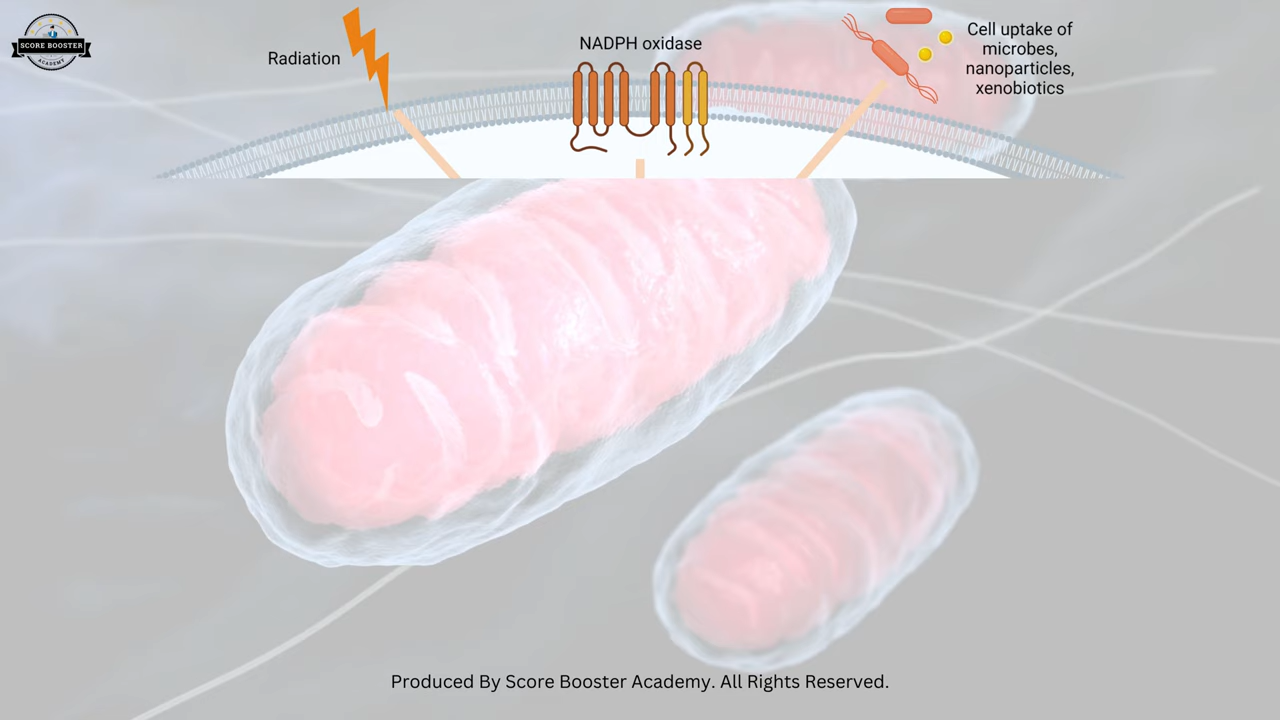 SCORE BOOSTER
ACADEMY
Radiation
NADPH oxidase
Cell uptake of
microbes,
nanoparticles,
xenobiotics
Produced By Score Booster Academy. All Rights Reserved.